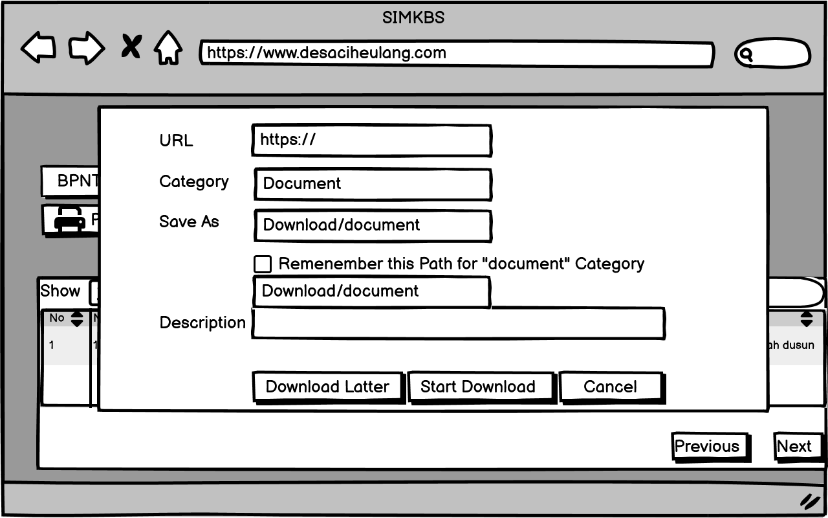 SIMKBS
https://www.desaciheulang.com
URL https://
Category Document
BPNT
Save As Download/document
Remenember this Path for "document" Category
Show Download/document
No
Description
1 1 ah dusun
Download Latter Start Download Cancel
Previous Next